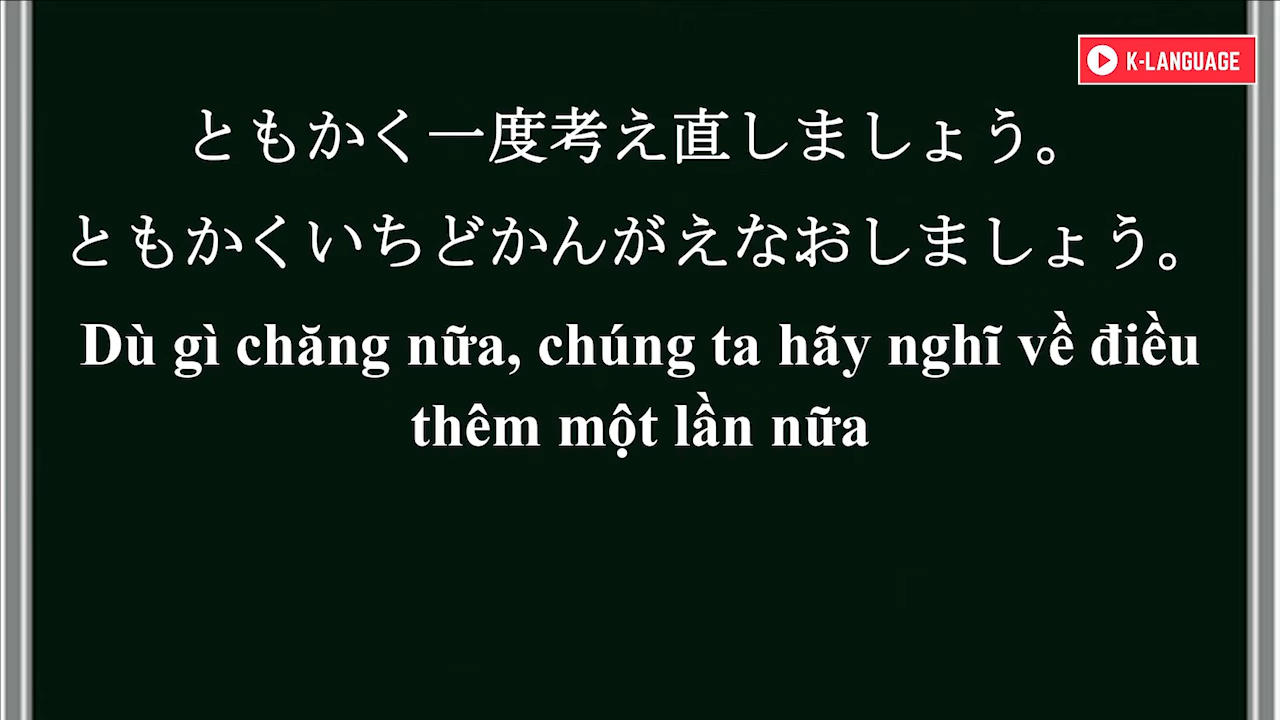 K-LANGUAGE
ともかく一度考え直しましょう。
ともかくいちどかんがえなおしましょう。
Dù gì chăng nữa, chúng ta hãy nghĩ về điều
thêm một lần nữa